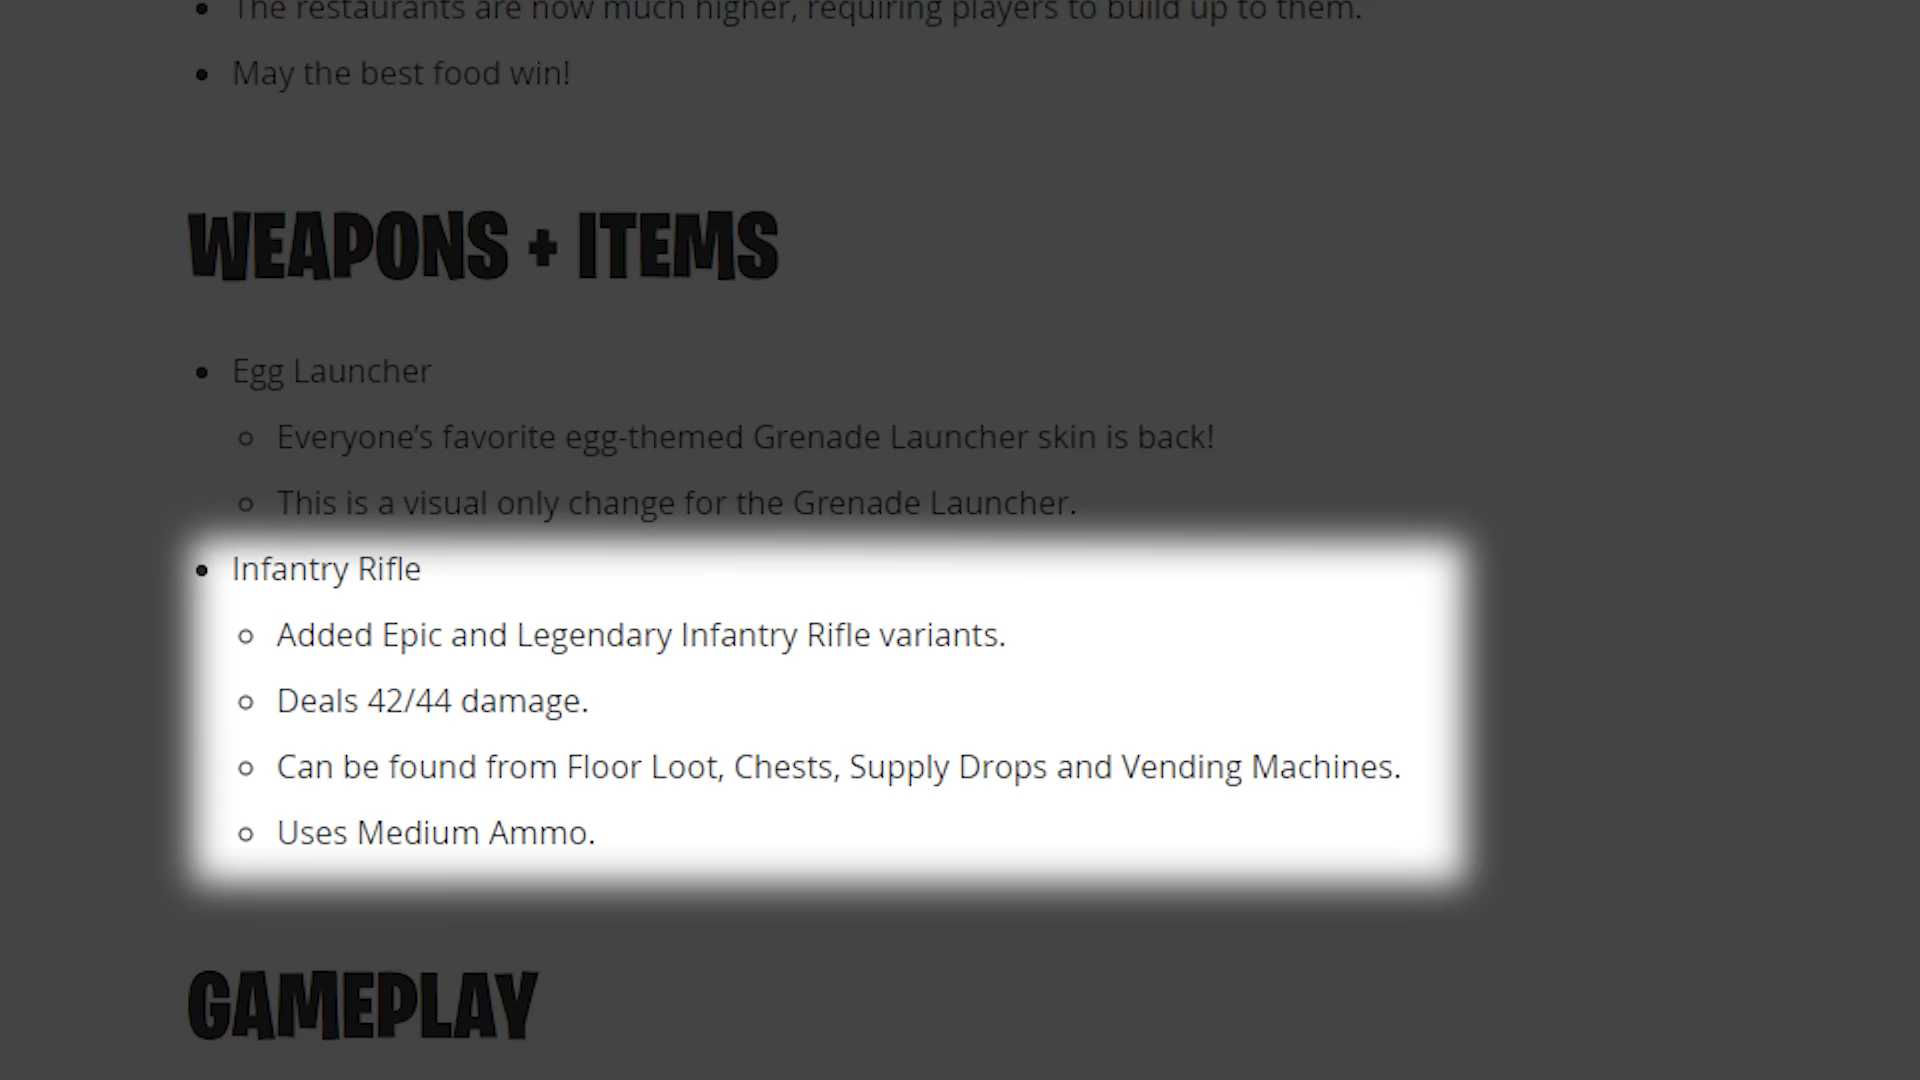 The restaurants are now much higher, requiring players to build up to them.
May the best food win!
WEAPONS + ITEMS
Egg Launcher
Everyone’s favorite egg-themed Grenade Launcher skin is back!
This is a visual only change for the Grenade Launcher.
Infantry Rifle
Added Epic and Legendary Infantry Rifle variants.
Deals 42/44 damage.
Can be found from Floor Loot, Chests, Supply Drops and Vending Machines.
Uses Medium Ammo.
GAMEPLAY